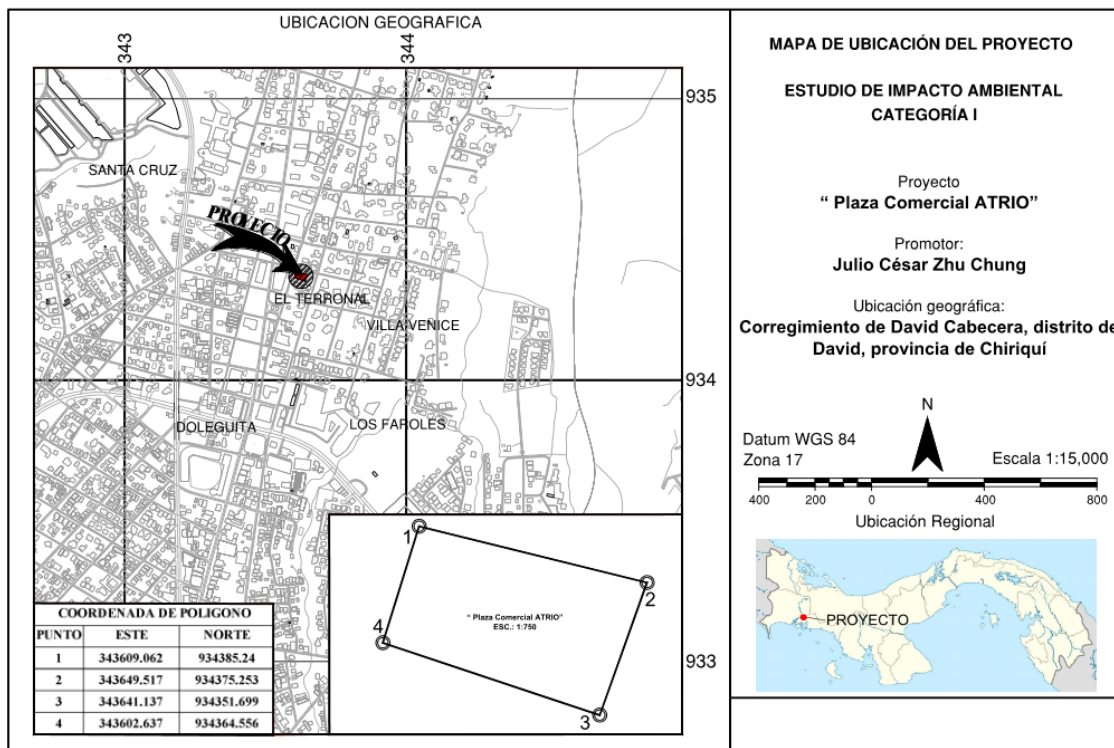 UBICACION GEOGRAFICA
343
344
935
SANTA CRUZ
PROYECTO
EL TERRONAL
VILLA VENICE
934
DOLEGUITA
LOS FAROLES
933
1
2
3
4
“ Plaza Comercial ATRIO”
ESC.: 1:750
COORDENADA DE POLIGONO
PUNTO ESTE NORTE
1 343609.062 934385.24
2 343649.517 934375.253
3 343641.137 934351.699
4 343602.637 934364.556
MAPA DE UBICACIÓN DEL PROYECTO
ESTUDIO DE IMPACTO AMBIENTAL
CATEGORÍA I
Proyecto
“ Plaza Comercial ATRIO”
Promotor:
Julio César Zhu Chung
Ubicación geográfica:
Corregimiento de David Cabecera, distrito de
David, provincia de Chiriquí
N
Datum WGS 84
Zona 17 Escala 1:15,000
400 200 0 400 800
Ubicación Regional
PROYECTO